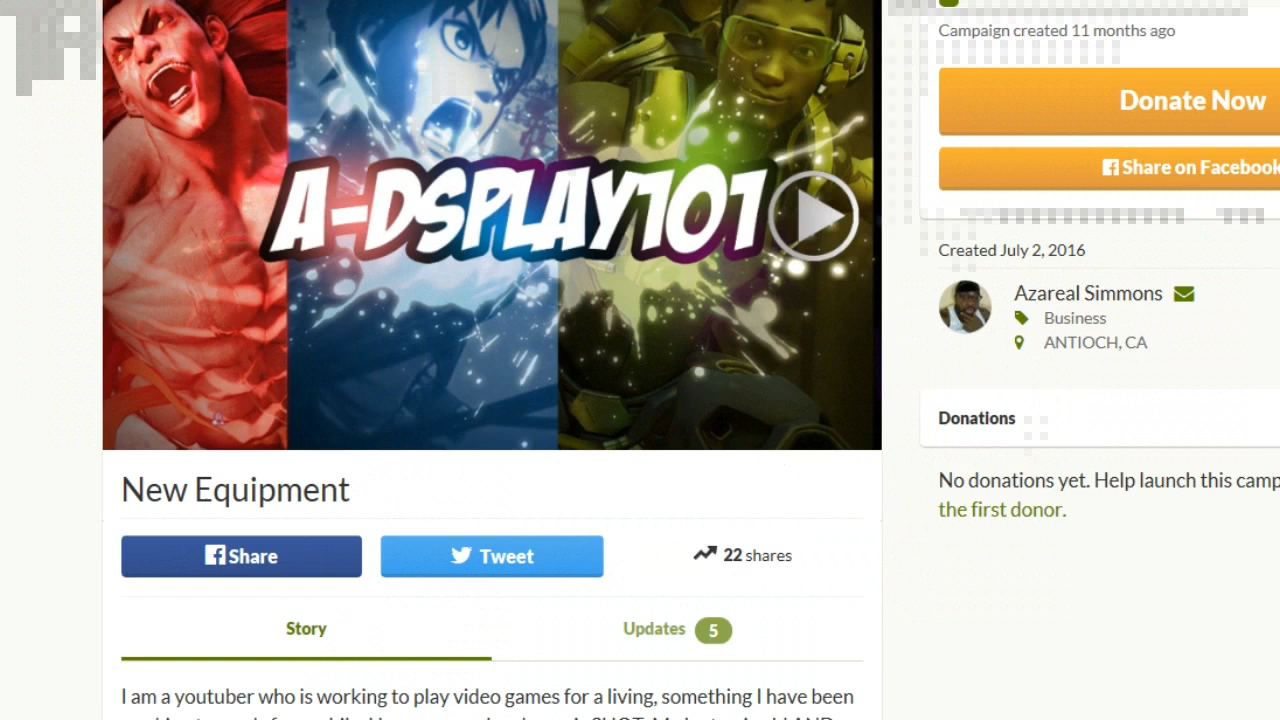 A-DSPLAY101
New Equipment
Share
Tweet
22 shares
Story
Updates 5
I am a youtuber who is working to play video games for a living, something I have been
Campaign created 11 months ago
Donate Now
Share on Facebook
Created July 2, 2016
Azareal Simmons
Business
ANTIOCH, CA
Donations
No donations yet. Help launch this camp
the first donor.